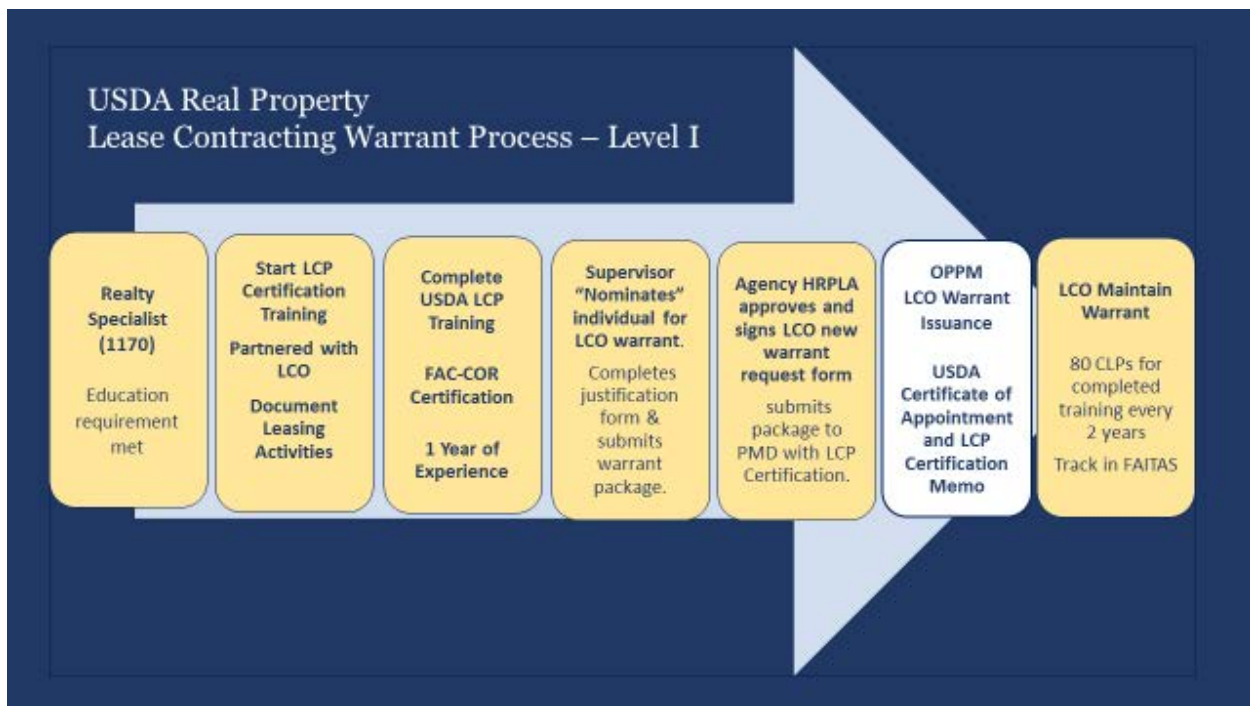 USDA Real Property
Lease Contracting Warrant Process – Level I
Realty
Specialist
(1170)
Education
requirement
met
Start LCP
Certification
Training
Partnered with
LCO
Document
Leasing
Activities
Complete
USDA LCP
Training
FAC-COR
Certification
1 Year of
Experience
Supervisor
“Nominates”
individual for
LCO warrant.
Completes
justification
form &
submits
warrant
package.
Agency HRPLA
approves and
signs LCO new
warrant
request form
submits
package to
PMD with LCP
Certification.
OPPM
LCO Warrant
Issuance
USDA
Certificate of
Appointment
and LCP
Certification
Memo
LCO Maintain
Warrant
80 CLPs for
completed
training every
2 years
Track in FAITAS